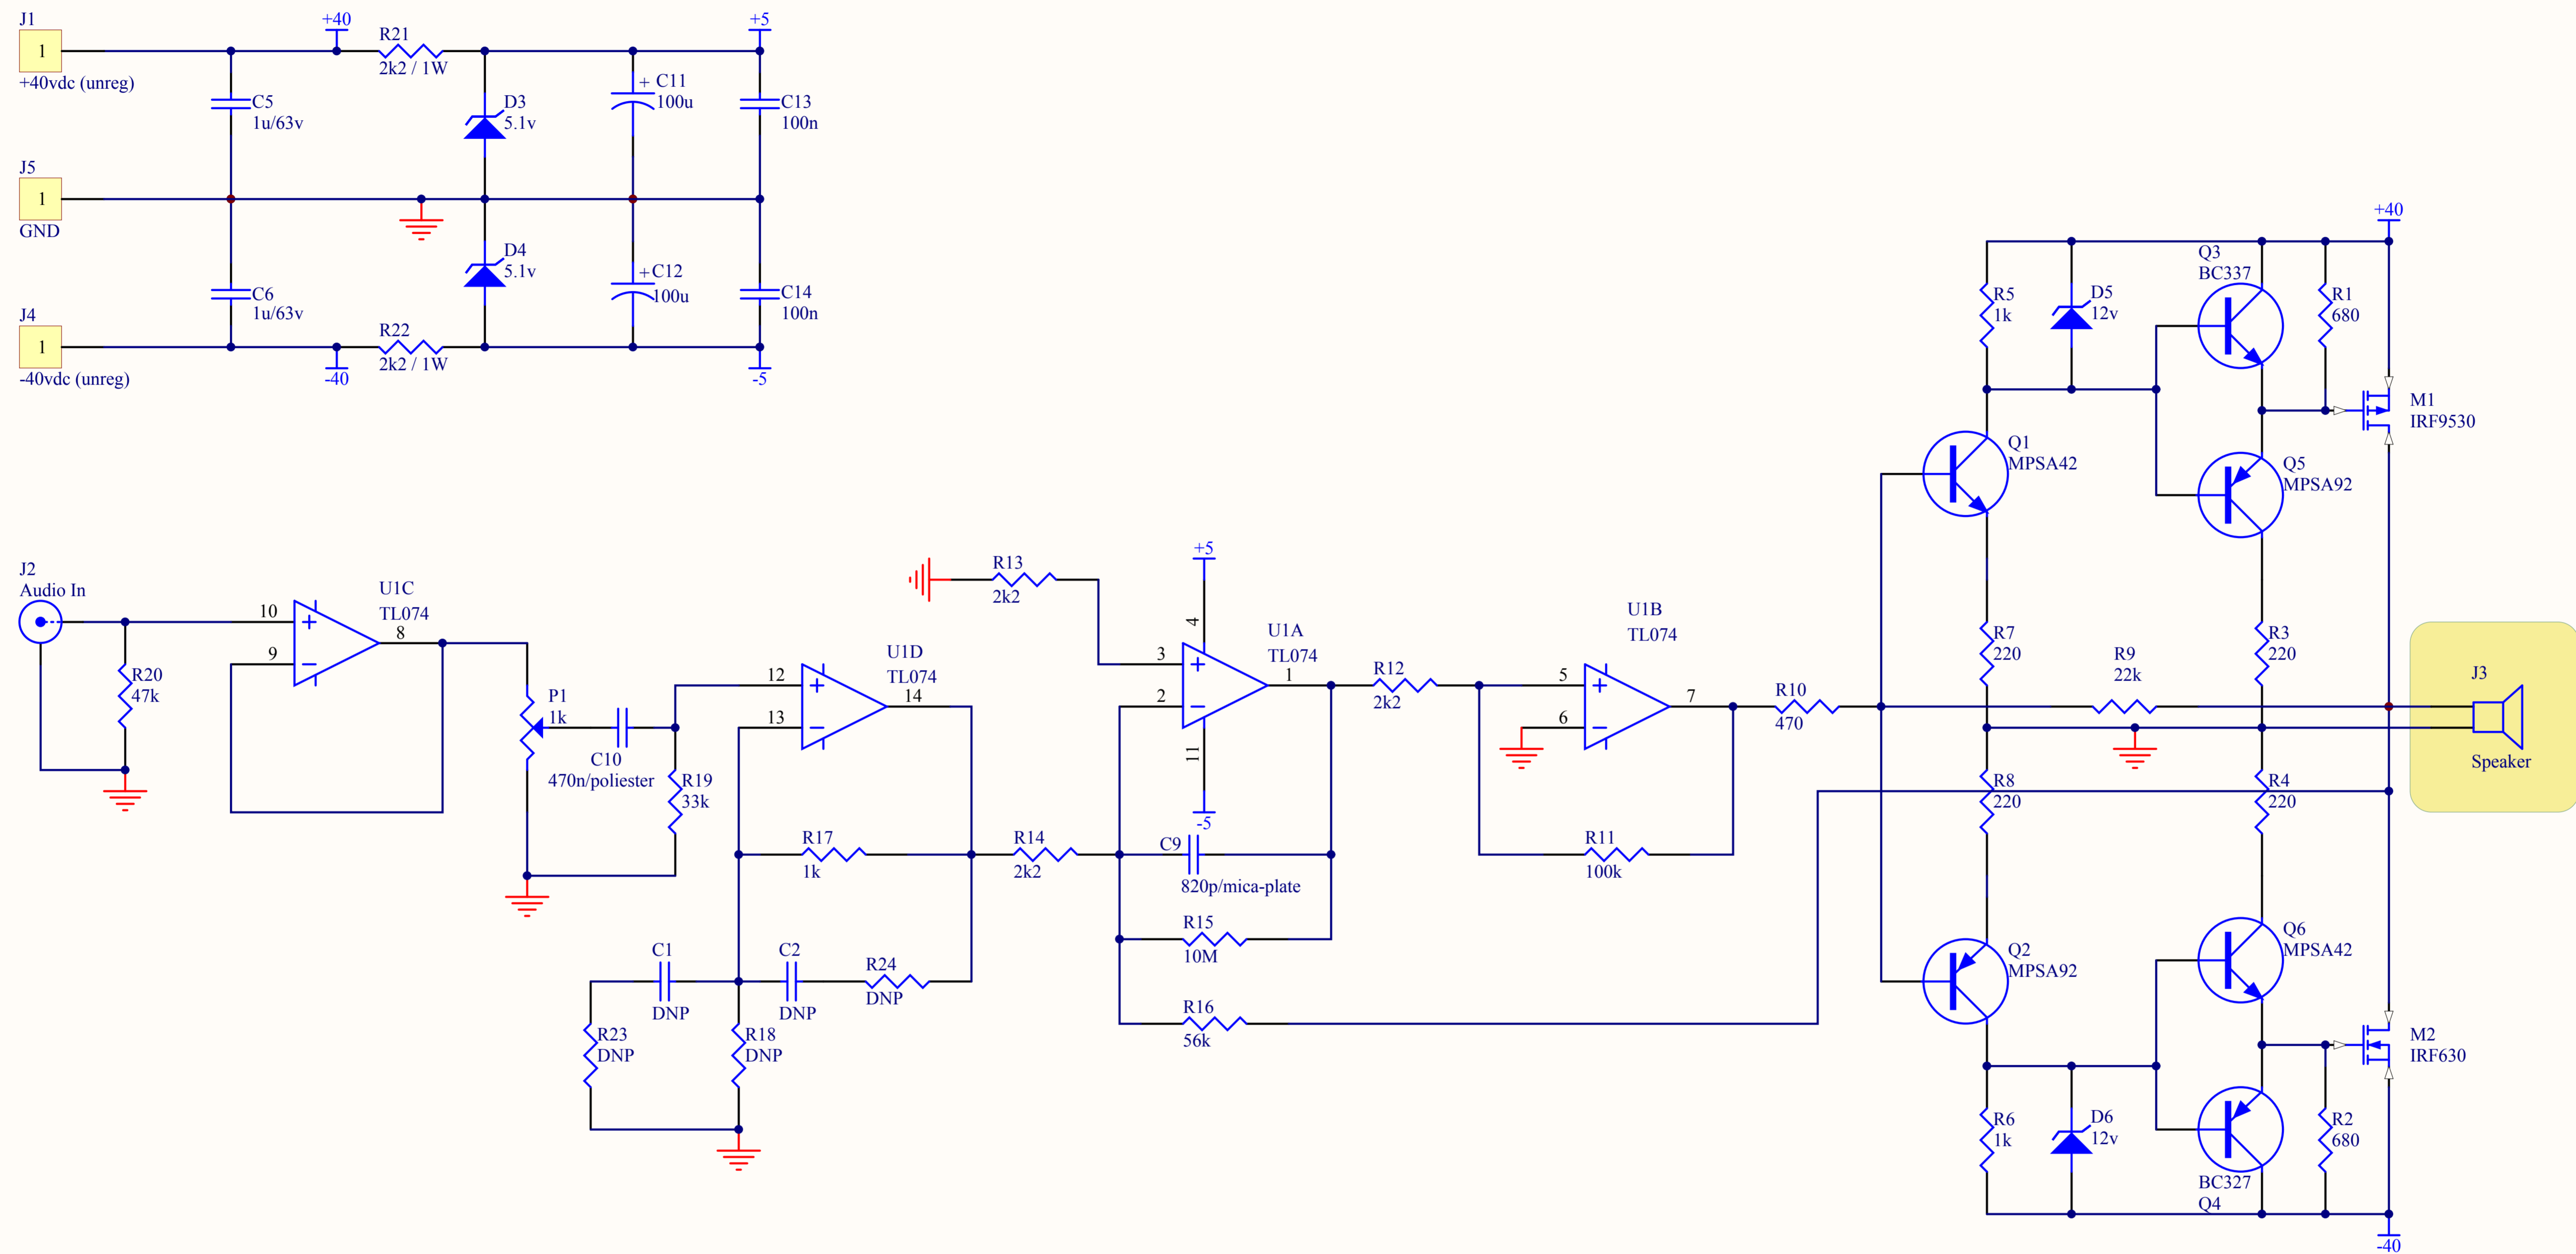 J1
1
+40vdc (unreg)
+40
R21
2k2 / 1W
+5
C5
1u/63v
D3
5.1v
+ C11
100u
C13
100n
J5
1
GND
C6
1u/63v
D4
5.1v
+ C12
100u
C14
100n
J4
1
-40vdc (unreg)
-40
R22
2k2 / 1W
-5
J2
Audio In
R20
47k
10
9
8
U1C
TL074
P1
1k
C10
470n/poliester
R19
33k
12
13
14
U1D
TL074
R17
1k
C1
DNP
C2
DNP
R24
DNP
R23
DNP
R18
DNP
R14
2k2
R13
2k2
+5
4
3
2
1
11
-5
U1A
TL074
C9
820p/mica-plate
R15
10M
R16
56k
R12
2k2
5
6
7
U1B
TL074
R11
100k
R10
470
+40
R5
1k
D5
12v
Q3
BC337
R1
680
M1
IRF9530
Q1
MPSA42
Q5
MPSA92
R7
220
R9
22k
R3
220
J3
Speaker
R8
220
R4
220
Q2
MPSA92
Q6
MPSA42
M2
IRF630
R6
1k
D6
12v
BC327
Q4
R2
680
-40